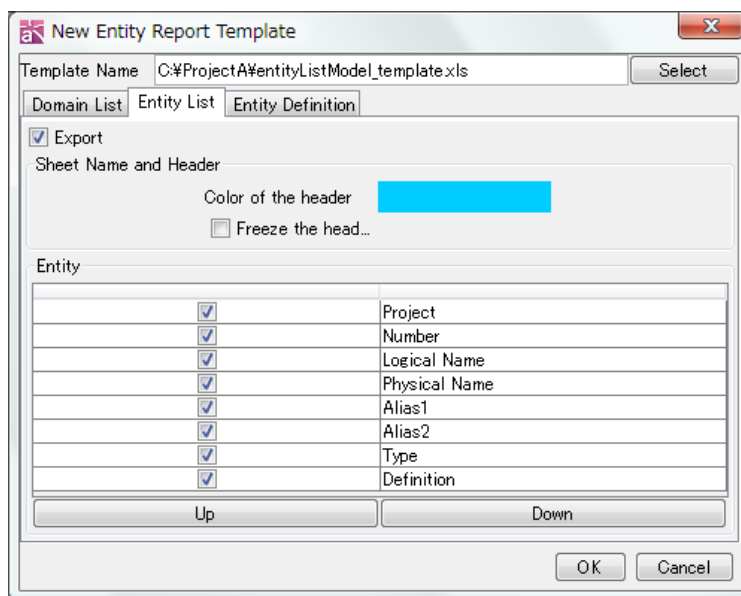 New Entity Report Template
Template Name C:¥ProjectA¥entityListModel_template.xls Select
Domain List Entity List Entity Definition
Export
Sheet Name and Header
Color of the header
Freeze the head...
Entity
Project
Number
Logical Name
Physical Name
Alias1
Alias2
Type
Definition
Up Down
OK Cancel